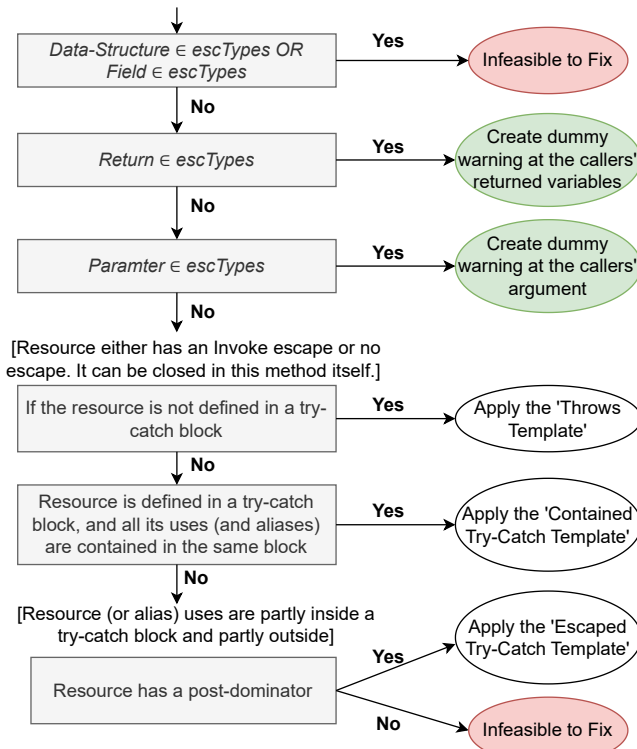 Data-Structure ∈ escTypes OR
Field ∈ escTypes
Yes
Infeasible to Fix
No
Return ∈ escTypes
Yes
Create dummy
warning at the callers'
returned variables
No
Paramter ∈ escTypes
Yes
Create dummy
warning at the callers'
argument
No
[Resource either has an Invoke escape or no
escape. It can be closed in this method itself.]
If the resource is not defined in a try-
catch block
Yes
Apply the 'Throws
Template'
No
Resource is defined in a try-catch
block, and all its uses (and aliases)
are contained in the same block
Yes
Apply the 'Contained
Try-Catch Template'
No
[Resource (or alias) uses are partly inside a
try-catch block and partly outside]
Resource has a post-dominator
Yes
Apply the 'Escaped
Try-Catch Template'
No
Infeasible to Fix